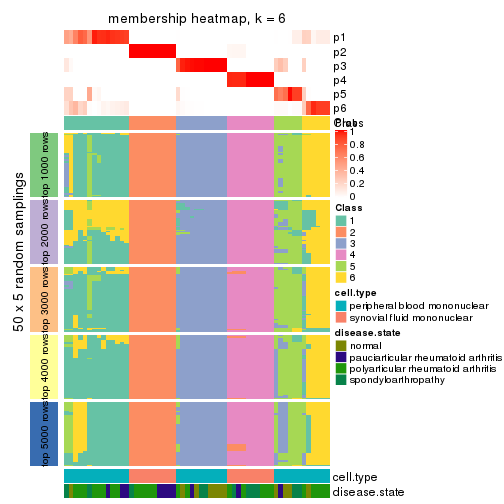 membership heatmap, k = 6
p1
p2
p3
p4
p5
p6
Class
Prob
1
0.8
0.6
0.4
0.2
0
Class
1
2
3
4
5
6
cell.type
peripheral blood mononuclear
synovial fluid mononuclear
disease.state
normal
pauciarticular rheumatoid arthritis
polyarticular rheumatoid arthritis
spondyloarthropathy
50 x 5 random samplings
top 1000 rows
top 2000 rows
top 3000 rows
top 4000 rows
top 5000 rows
cell.type
disease.state